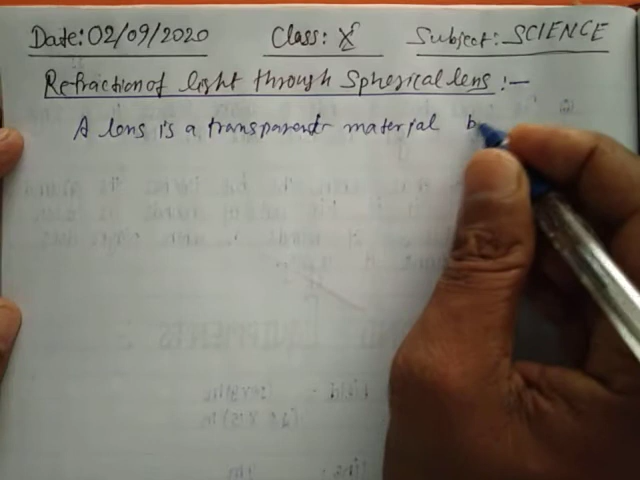 Date: 02/09/2020 Class: X Subject: SCIENCE
Refraction of light through Spherical lens :-
A lens is a transparent material b